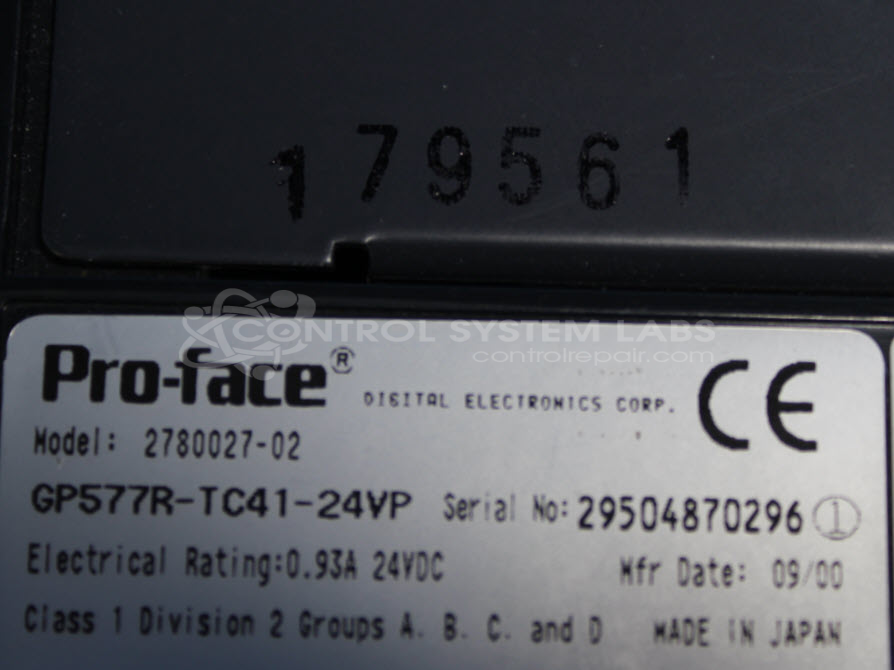 179561
CONTROL SYSTEM LABS
controlrepair.com
Pro-face® DIGITAL ELECTRONICS CORP. CE
Model: 2780027-02
GP577R-TC41-24VP Serial No: 29504870296 ①
Electrical Rating:0.93A 24VDC Mfr Date: 09/00
Class 1 Division 2 Groups A. B. C. and D MADE IN JAPAN